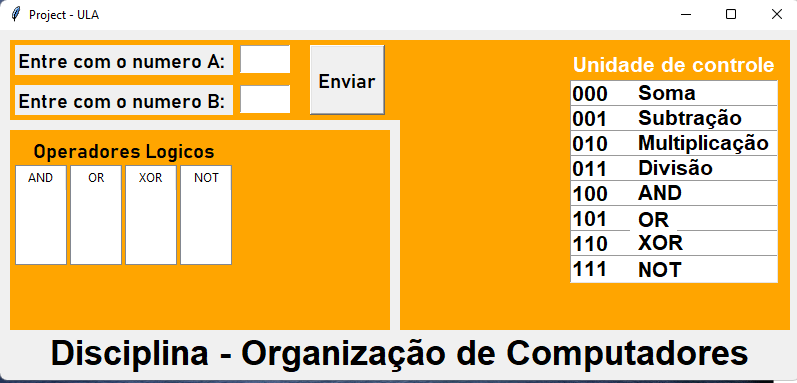 Project - ULA
Entre com o numero A:
Entre com o numero B:
Enviar
Unidade de controle
000 Soma
001 Subtração
010 Multiplicação
011 Divisão
100 AND
101 OR
110 XOR
111 NOT
Operadores Logicos
AND OR XOR NOT
Disciplina - Organização de Computadores